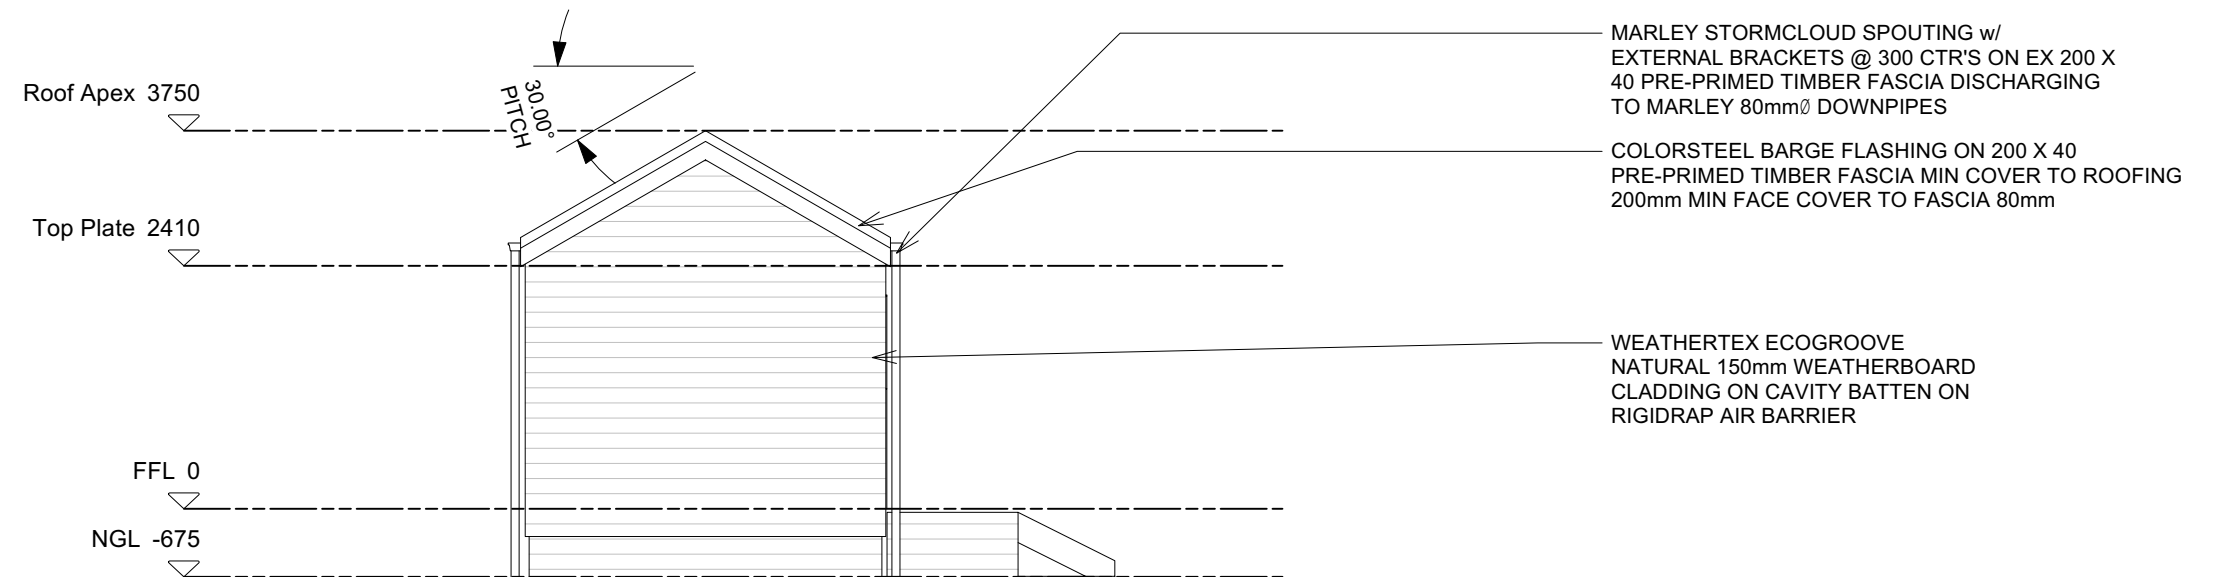 MARLEY STORMCLOUD SPOUTING w/
EXTERNAL BRACKETS @ 300 CTR'S ON EX 200 X
40 PRE-PRIMED TIMBER FASCIA DISCHARGING
TO MARLEY 80mmØ DOWNPIPES
Roof Apex 3750
30.00°
PITCH
COLORSTEEL BARGE FLASHING ON 200 X 40
PRE-PRIMED TIMBER FASCIA MIN COVER TO ROOFING
200mm MIN FACE COVER TO FASCIA 80mm
Top Plate 2410
WEATHERTEX ECOGROOVE
NATURAL 150mm WEATHERBOARD
CLADDING ON CAVITY BATTEN ON
RIGIDRAP AIR BARRIER
FFL 0
NGL -675